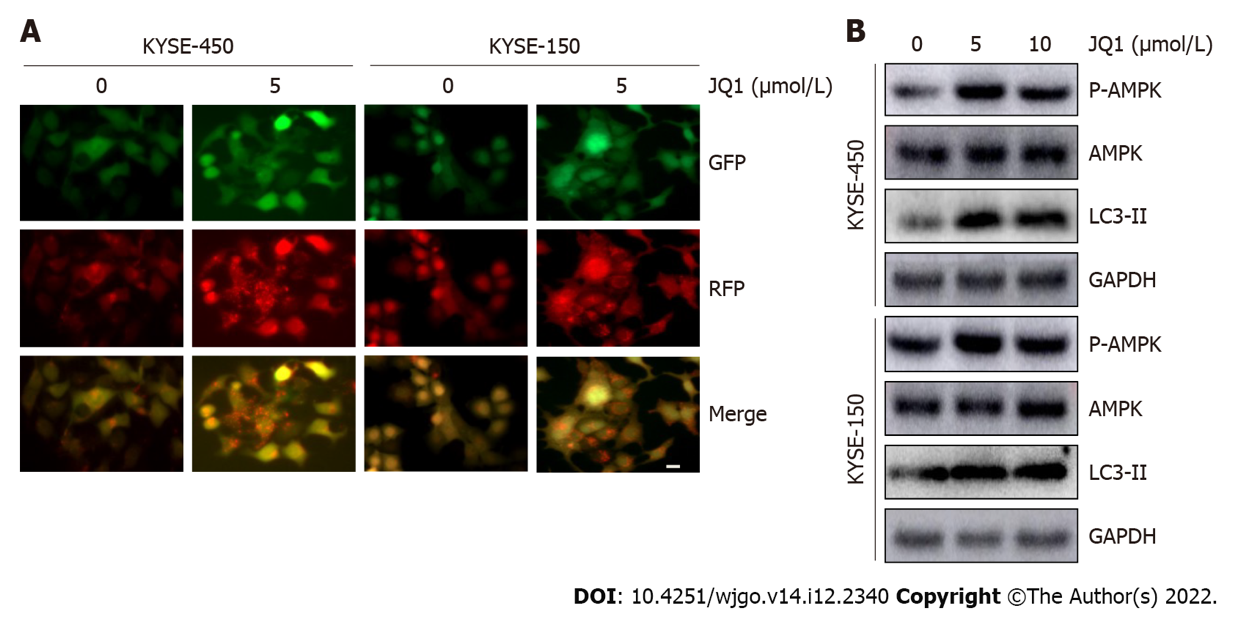 A
KYSE-450 KYSE-150
0 5 0 5 JQ1 (μmol/L)
GFP
RFP
Merge
B
0 5 10 JQ1 (μmol/L)
KYSE-450
P-AMPK
AMPK
LC3-II
GAPDH
KYSE-150
P-AMPK
AMPK
LC3-II
GAPDH
DOI: 10.4251/wjgo.v14.i12.2340 Copyright ©The Author(s) 2022.